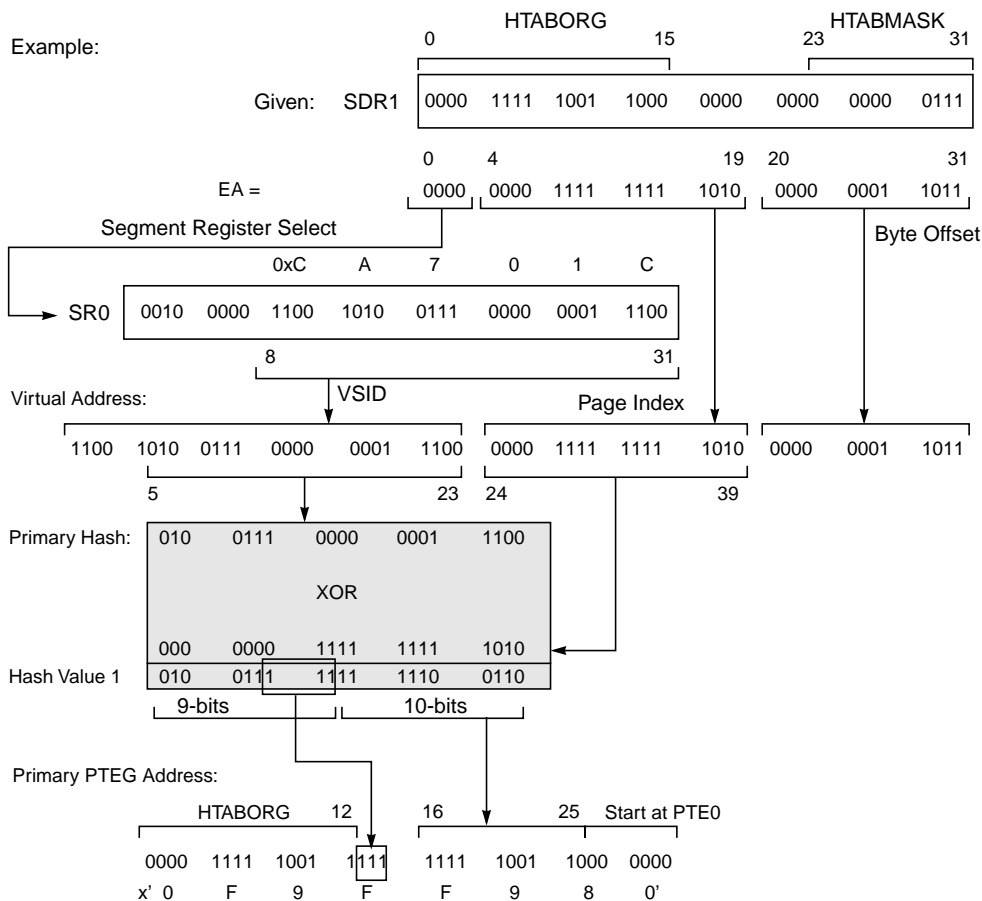 HTABORG HTABMASK
Example: 0 15 23 31
Given: SDR1 0000 1111 1001 1000 0000 0000 0000 0111
0 4 19 20 31
EA = 0000 0000 1111 1111 1010 0000 0001 1011
Segment Register Select Byte Offset
0xC A 7 0 1 C
SR0 0010 0000 1100 1010 0111 0000 0001 1100
8 31
Virtual Address: VSID Page Index
1100 1010 0111 0000 0001 1100 0000 1111 1111 1010 0000 0001 1011
5 23 24 39
Primary Hash: 010 0111 0000 0001 1100
XOR
000 0000 1111 1111 1010
Hash Value 1 010 0111 1111 1110 0110
9-bits 10-bits
Primary PTEG Address:
HTABORG 12 16 25 Start at PTE0
0000 1111 1001 1111 1111 1001 1000 0000
x' 0 F 9 F F 9 8 0'